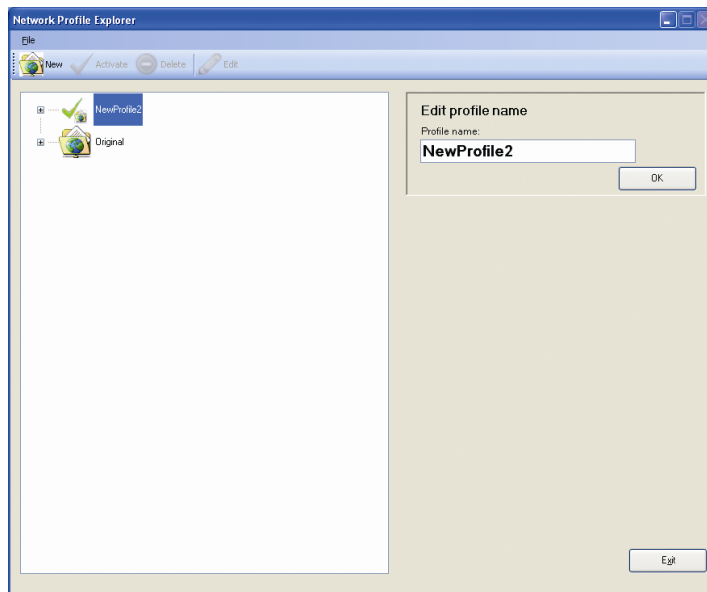 Network Profile Explorer
File
New Activate Delete Edit
NewProfile2
Original
Edit profile name
Profile name:
NewProfile2
OK
Exit